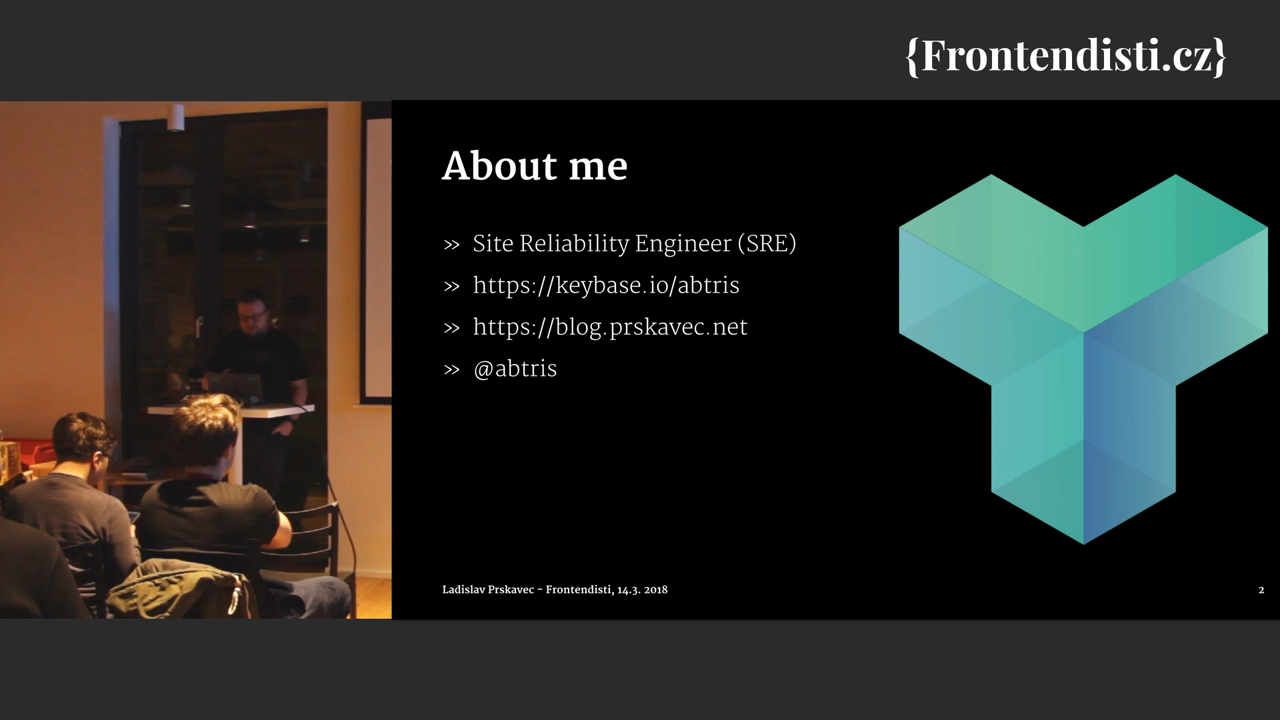 {Frontendisti.cz}
About me
» Site Reliability Engineer (SRE)
» https://keybase.io/abtris
» https://blog.prskavec.net
» @abtris
Ladislav Prskavec - Frontendisti, 14.3. 2018
2